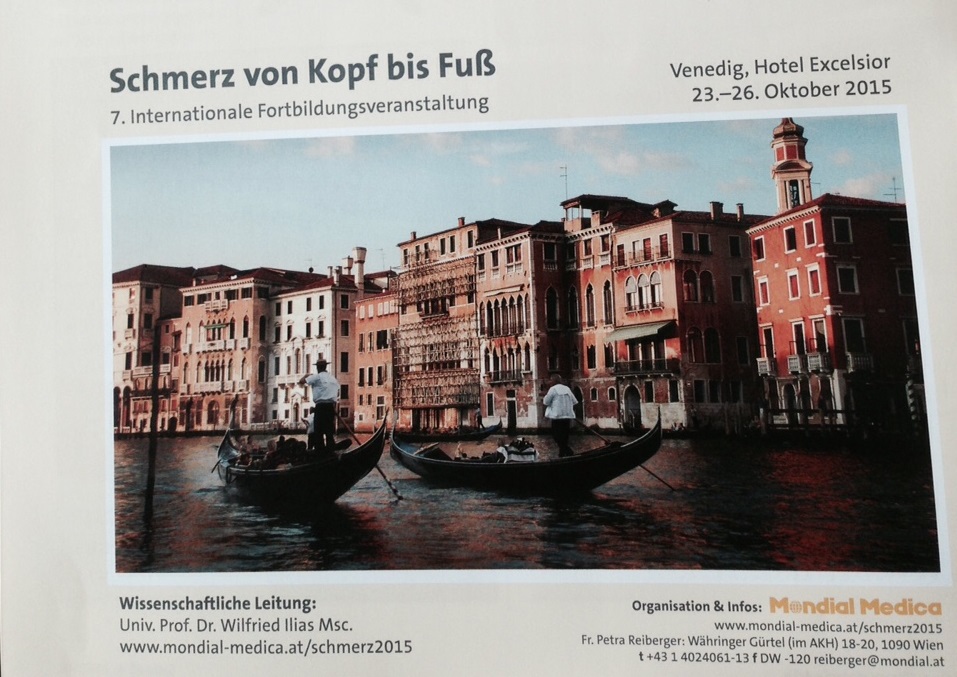 Schmerz von Kopf bis Fuß
7. Internationale Fortbildungsveranstaltung
Venedig, Hotel Excelsior
23.–26. Oktober 2015
Wissenschaftliche Leitung:
Univ. Prof. Dr. Wilfried Ilias Msc.
www.mondial-medica.at/schmerz2015
Organisation & Infos: Mondial Medica
www.mondial-medica.at/schmerz2015
Fr. Petra Reiberger: Währinger Gürtel (im AKH) 18-20, 1090 Wien
t +43 1 4024061-13 f DW -120 reiberger@mondial.at